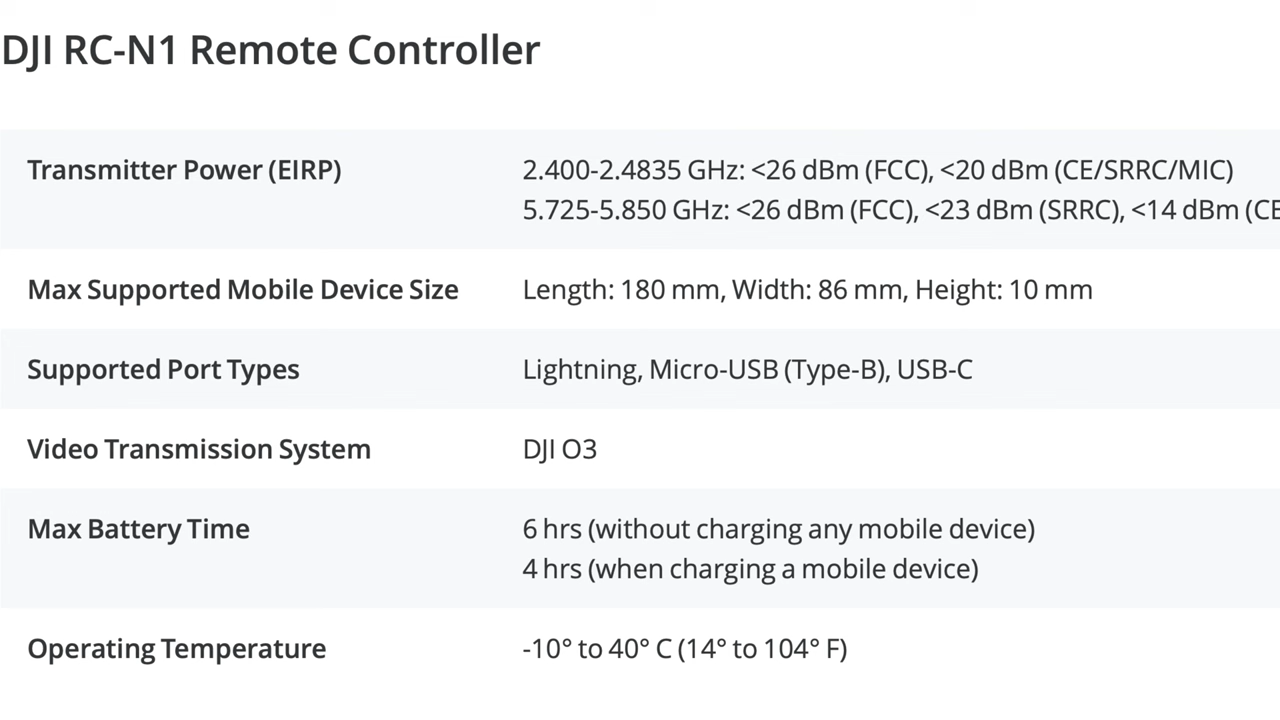 DJI RC-N1 Remote Controller
Transmitter Power (EIRP)
2.400-2.4835 GHz: <26 dBm (FCC), <20 dBm (CE/SRRC/MIC)
5.725-5.850 GHz: <26 dBm (FCC), <23 dBm (SRRC), <14 dBm (CE
Max Supported Mobile Device Size
Length: 180 mm, Width: 86 mm, Height: 10 mm
Supported Port Types
Lightning, Micro-USB (Type-B), USB-C
Video Transmission System
DJI O3
Max Battery Time
6 hrs (without charging any mobile device)
4 hrs (when charging a mobile device)
Operating Temperature
-10° to 40° C (14° to 104° F)